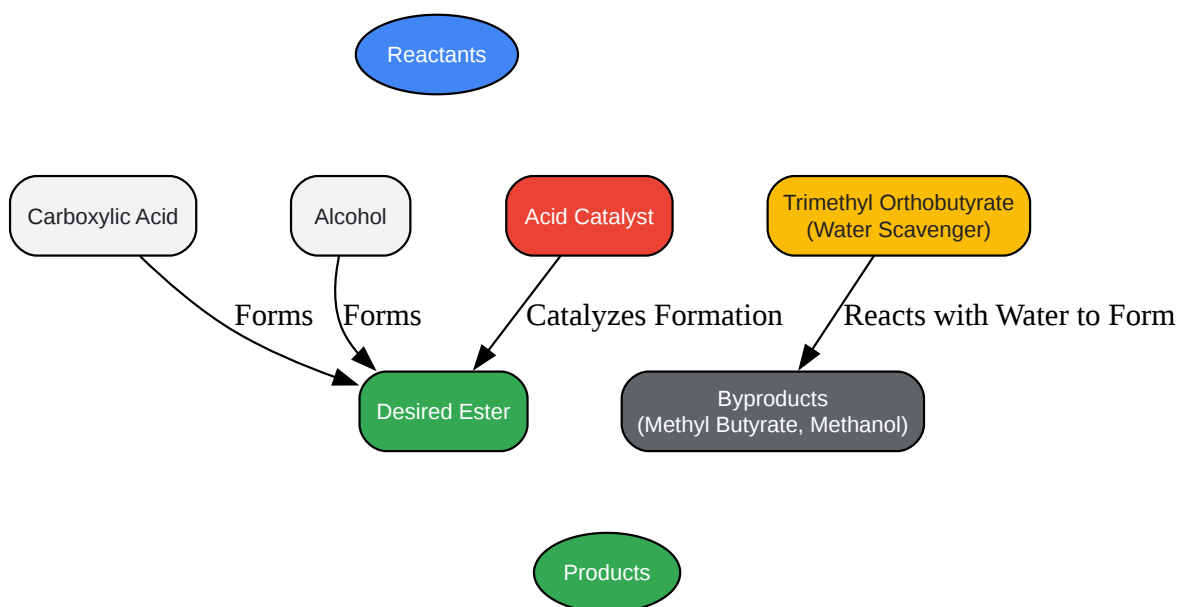 Reactants
Carboxylic Acid
Alcohol
Acid Catalyst
Trimethyl Orthobutyrate
(Water Scavenger)
Forms
Forms
Catalyzes Formation
Reacts with Water to Form
Desired Ester
Byproducts
(Methyl Butyrate, Methanol)
Products